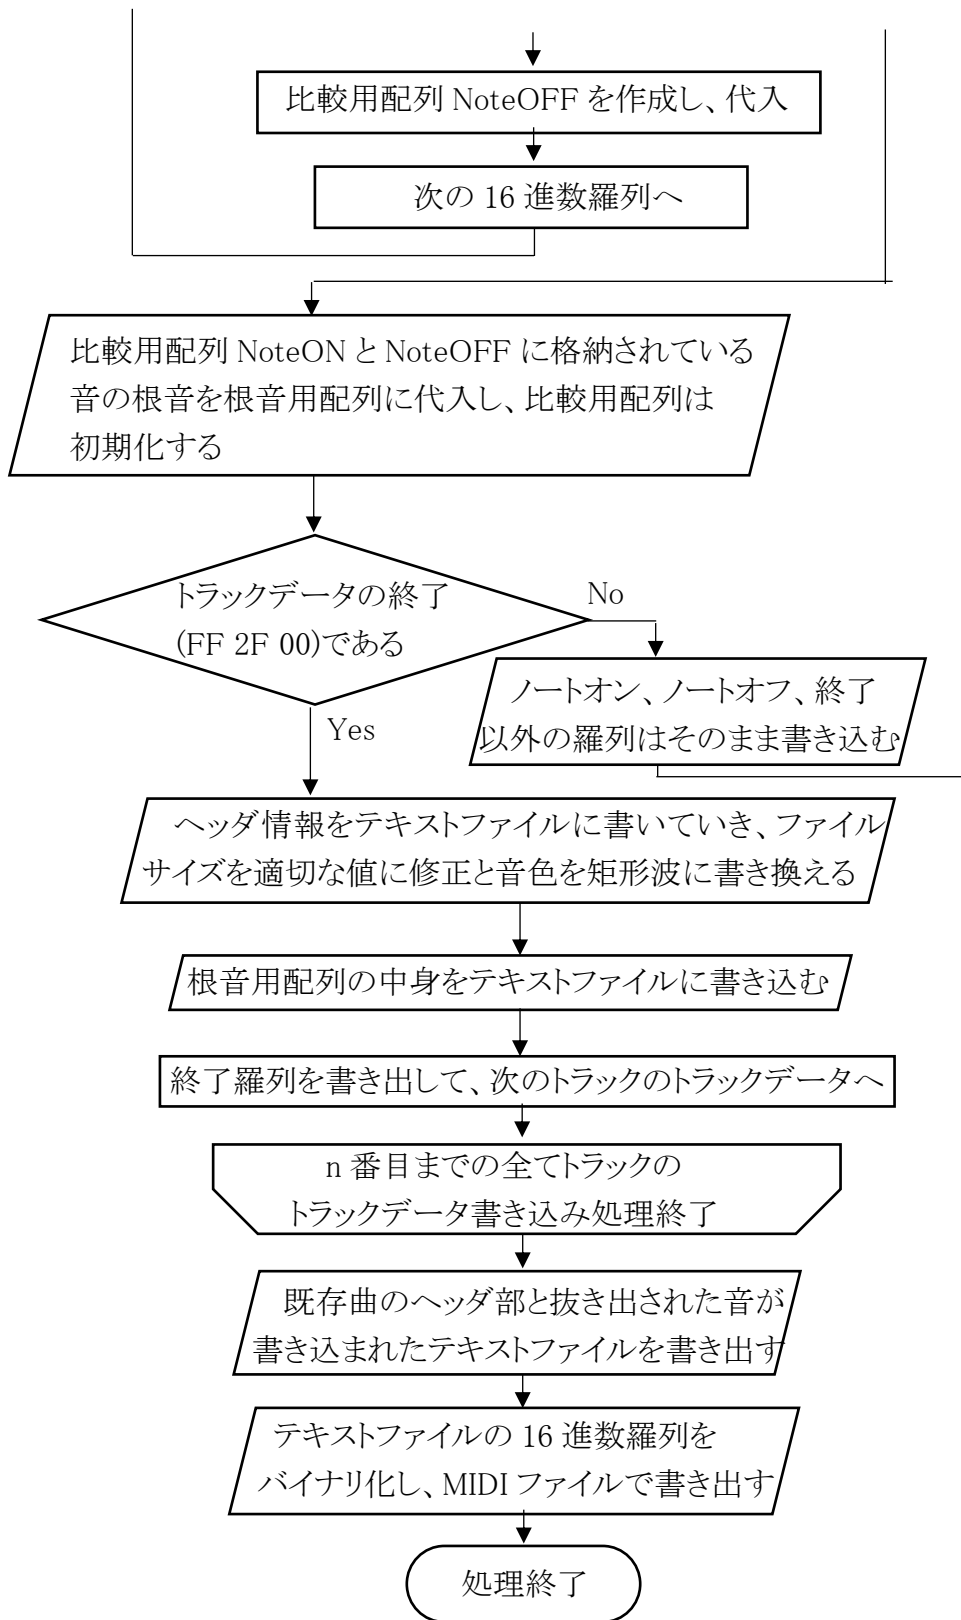 比較用配列 NoteOFF を作成し、代入
次の 16 進数羅列へ
比較用配列 NoteON と NoteOFF に格納されている
音の根音を根音用配列に代入し、比較用配列は
初期化する
トラックデータの終了
(FF 2F 00)である
No
ノートオン、ノートオフ、終了
以外の羅列はそのまま書き込む
Yes
ヘッダ情報をテキストファイルに書いていき、ファイル
サイズを適切な値に修正と音色を矩形波に書き換える
根音用配列の中身をテキストファイルに書き込む
終了羅列を書き出して、次のトラックのトラックデータへ
n 番目までの全てトラックの
トラックデータ書き込み処理終了
既存曲のヘッダ部と抜き出された音が
書き込まれたテキストファイルを書き出す
テキストファイルの 16 進数羅列を
バイナリ化し、MIDI ファイルで書き出す
処理終了